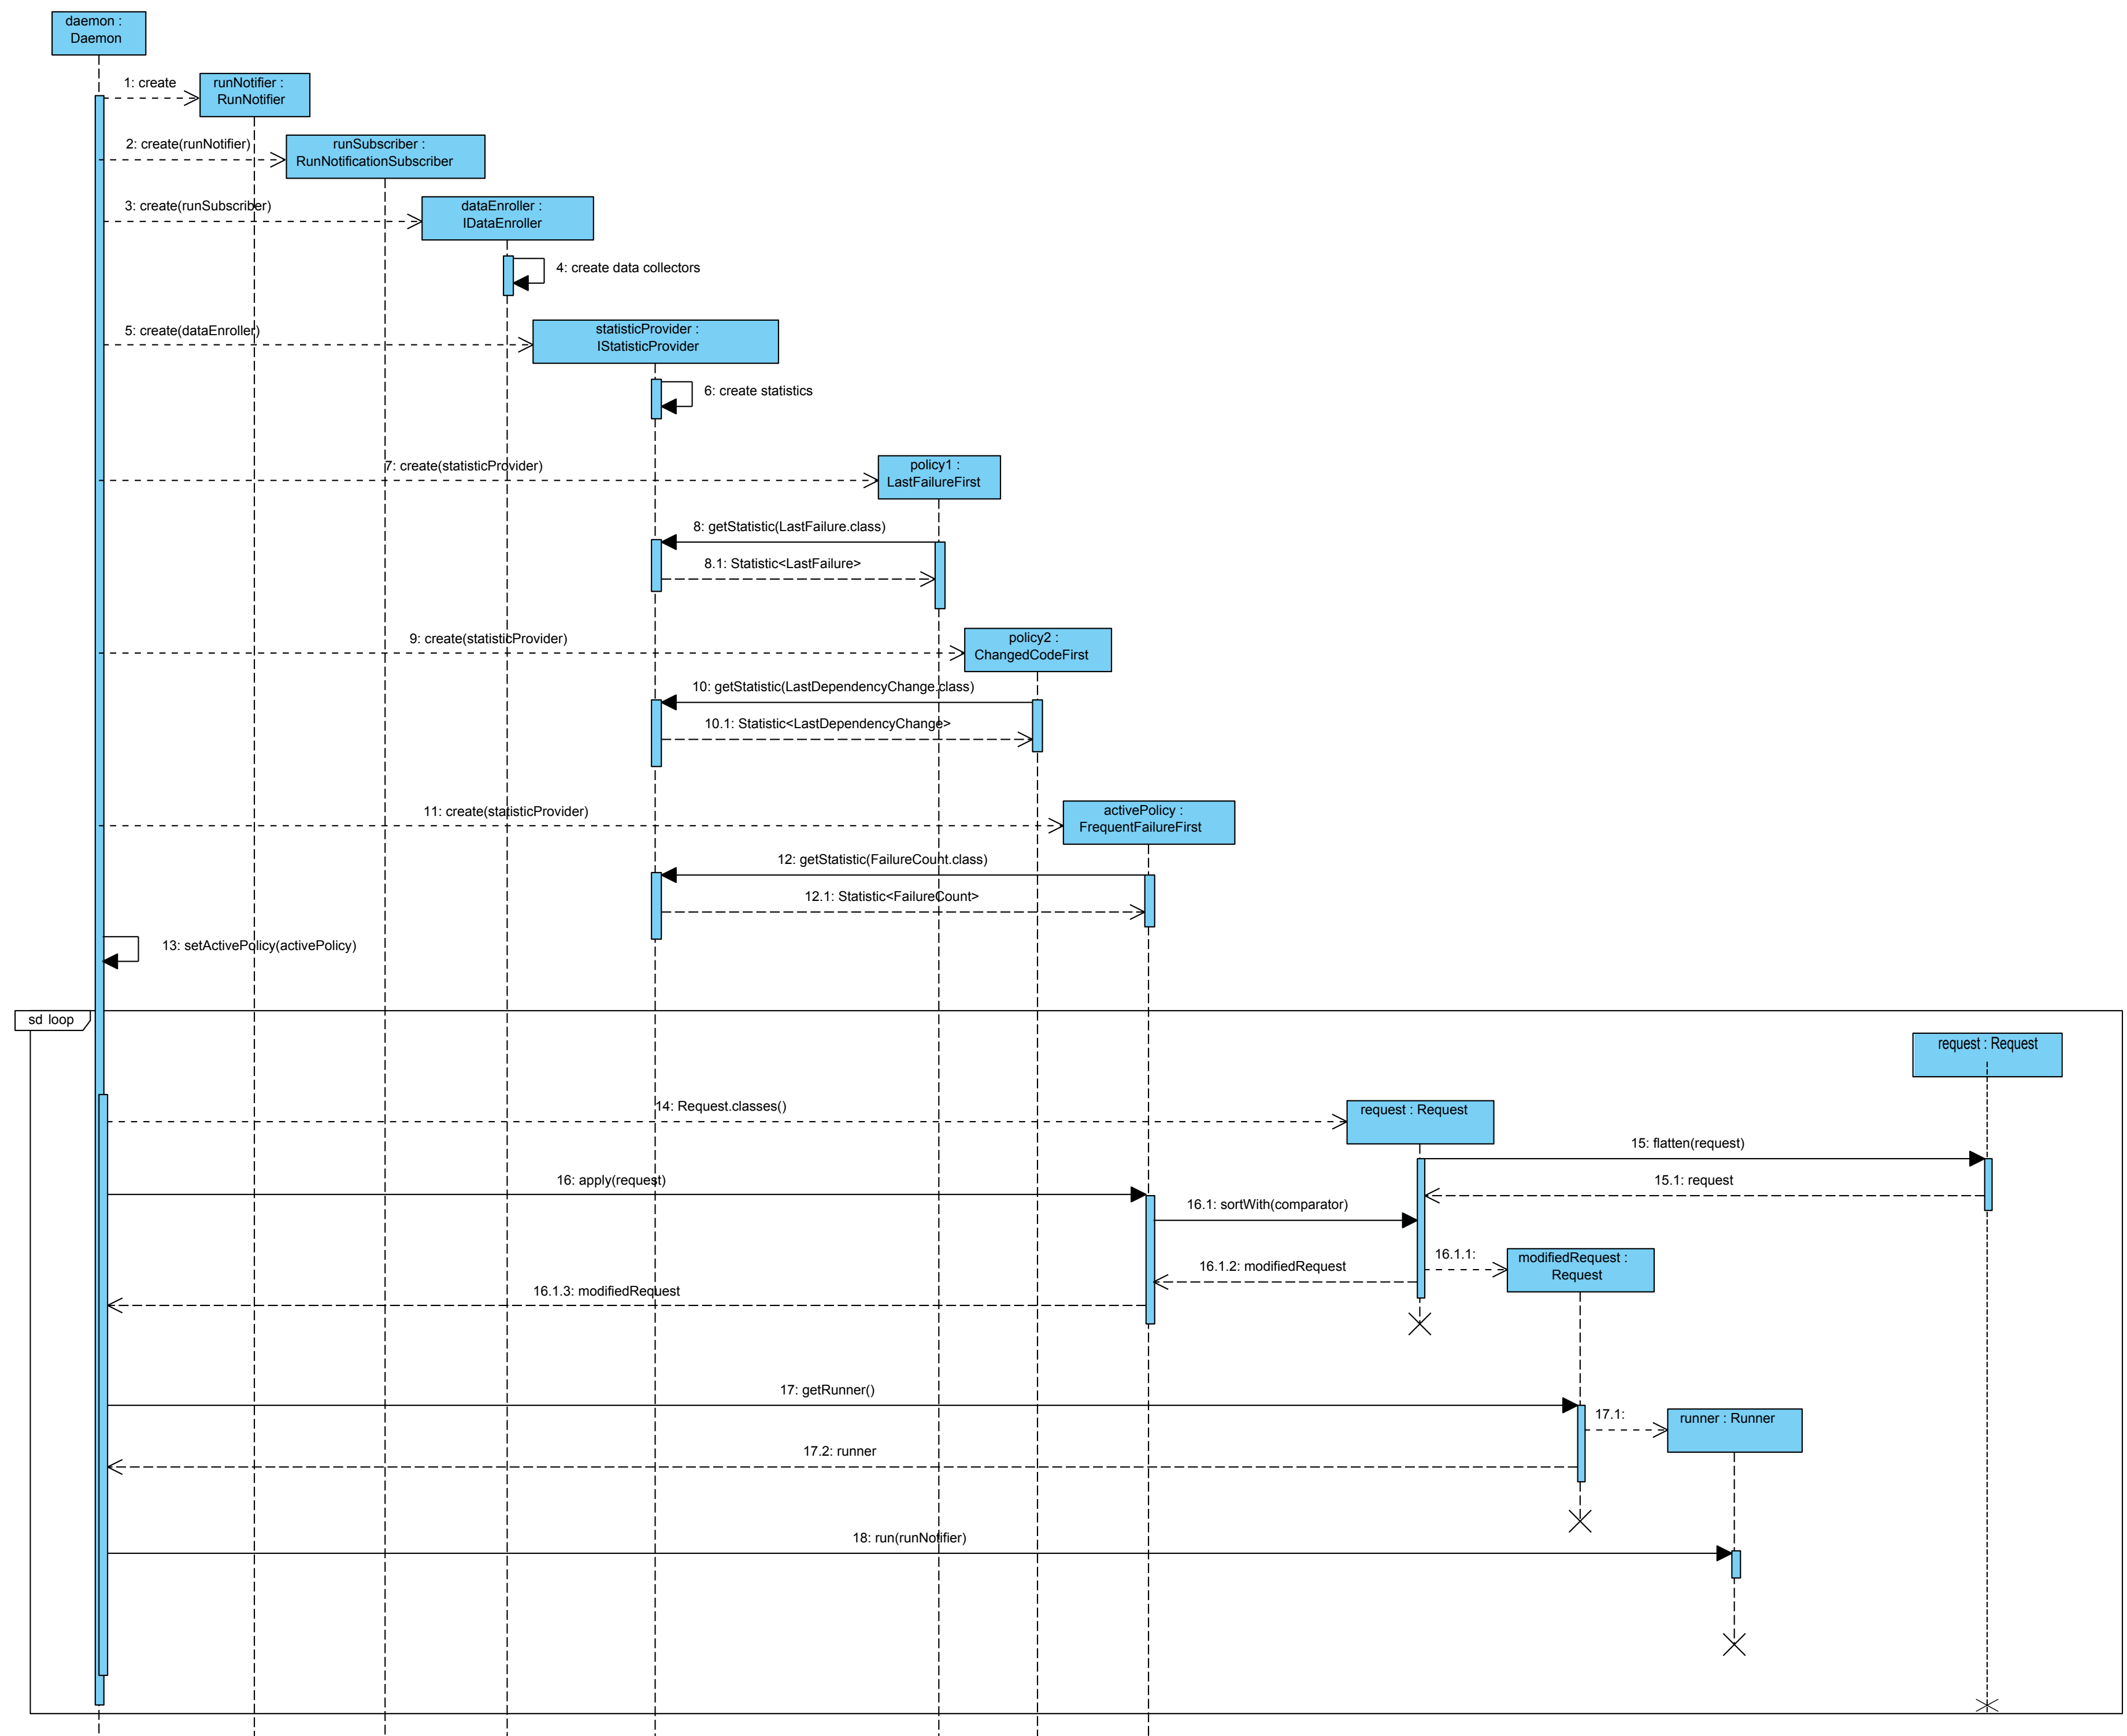 daemon :
Daemon
1: create
runNotifier :
RunNotifier
2: create(runNotifier)
runSubscriber :
RunNotificationSubscriber
3: create(runSubscriber)
dataEnroller :
IDataEnroller
4: create data collectors
5: create(dataEnroller)
statisticProvider :
IStatisticProvider
6: create statistics
7: create(statisticProvider)
policy1 :
LastFailureFirst
8: getStatistic(LastFailure.class)
8.1: Statistic<LastFailure>
9: create(statisticProvider)
policy2 :
ChangedCodeFirst
10: getStatistic(LastDependencyChange.class)
10.1: Statistic<LastDependencyChange>
11: create(statisticProvider)
activePolicy :
FrequentFailureFirst
12: getStatistic(FailureCount.class)
12.1: Statistic<FailureCount>
13: setActivePolicy(activePolicy)
sd loop
request : Request
14: Request.classes()
request : Request
15: flatten(request)
16: apply(request)
15.1: request
16.1: sortWith(comparator)
16.1.1:
modifiedRequest :
Request
16.1.2: modifiedRequest
16.1.3: modifiedRequest
17: getRunner()
17.1:
runner : Runner
17.2: runner
18: run(runNotifier)